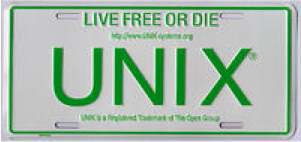 LIVE FREE OR DIE
http://www.UNIX-systems.org
UNIX®
UNIX is a Registered Trademark of The Open Group